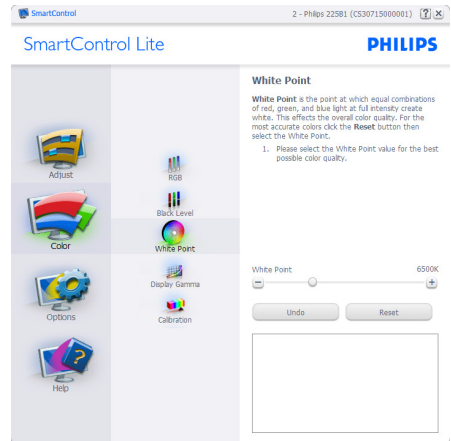 SmartControl
2 - Philips 225B1 (CS30715000001)
? ×
SmartControl Lite
PHILIPS
Adjust
Color
Options
Help
RGB
Black Level
White Point
Display Gamma
Calibration
White Point
White Point is the point at which equal combinations
of red, green, and blue light at full intensity create
white. This effects the overall color quality. For the
most accurate colors click the Reset button then
select the White Point.
1. Please select the White Point value for the best
possible color quality.
White Point 6500K
Undo Reset